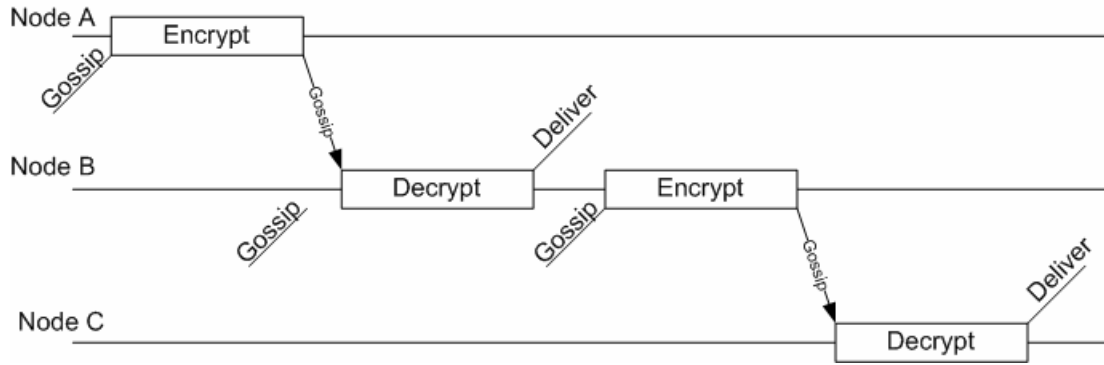 Node A
Encrypt
Gossip
Gossip
Deliver
Node B
Decrypt
Encrypt
Gossip
Gossip
Gossip
Deliver
Node C
Decrypt